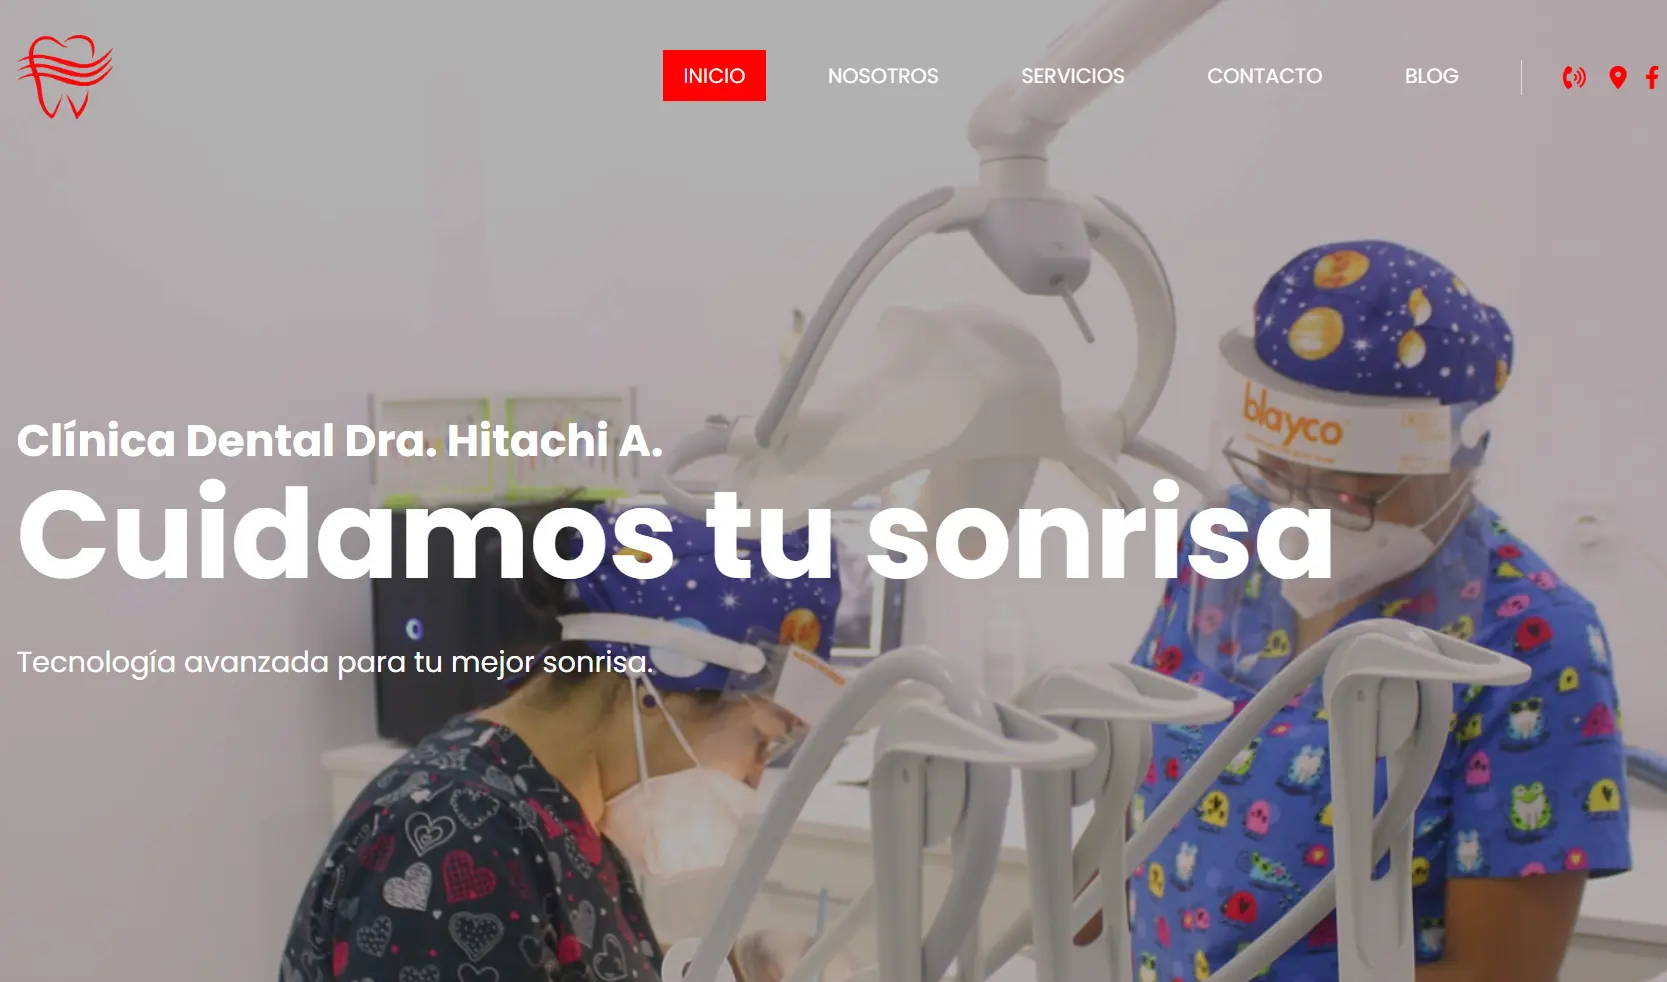 INICIO NOSOTROS SERVICIOS CONTACTO BLOG
blayco
Clínica Dental Dra. Hitachi A.
Cuidamos tu sonrisa
Tecnología avanzada para tu mejor sonrisa.